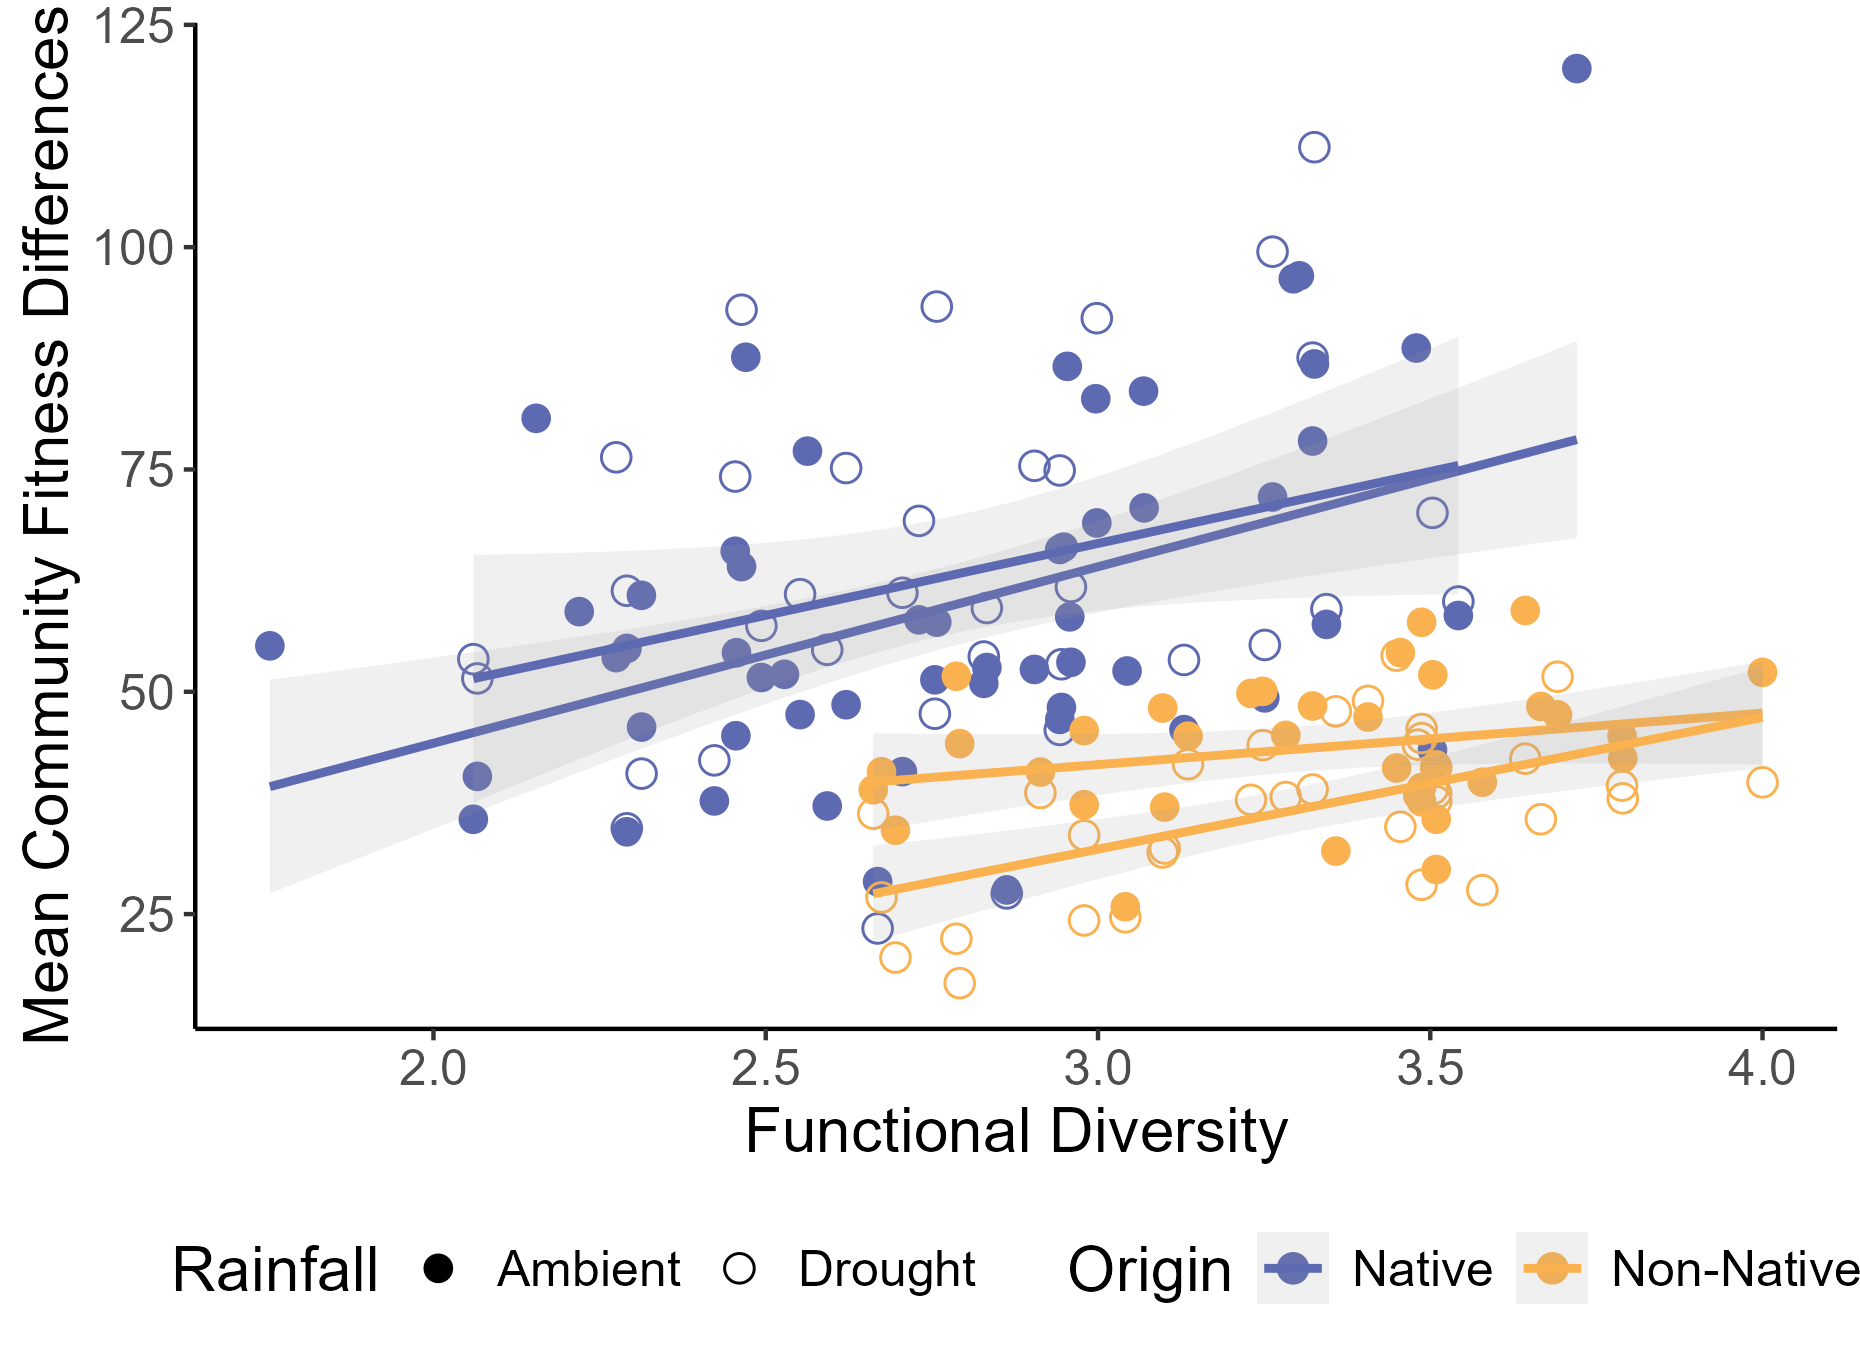 Mean Community Fitness Differences
125
100
75
50
25
2.0 2.5 3.0 3.5 4.0
Functional Diversity
Rainfall Ambient Drought Origin Native Non-Native